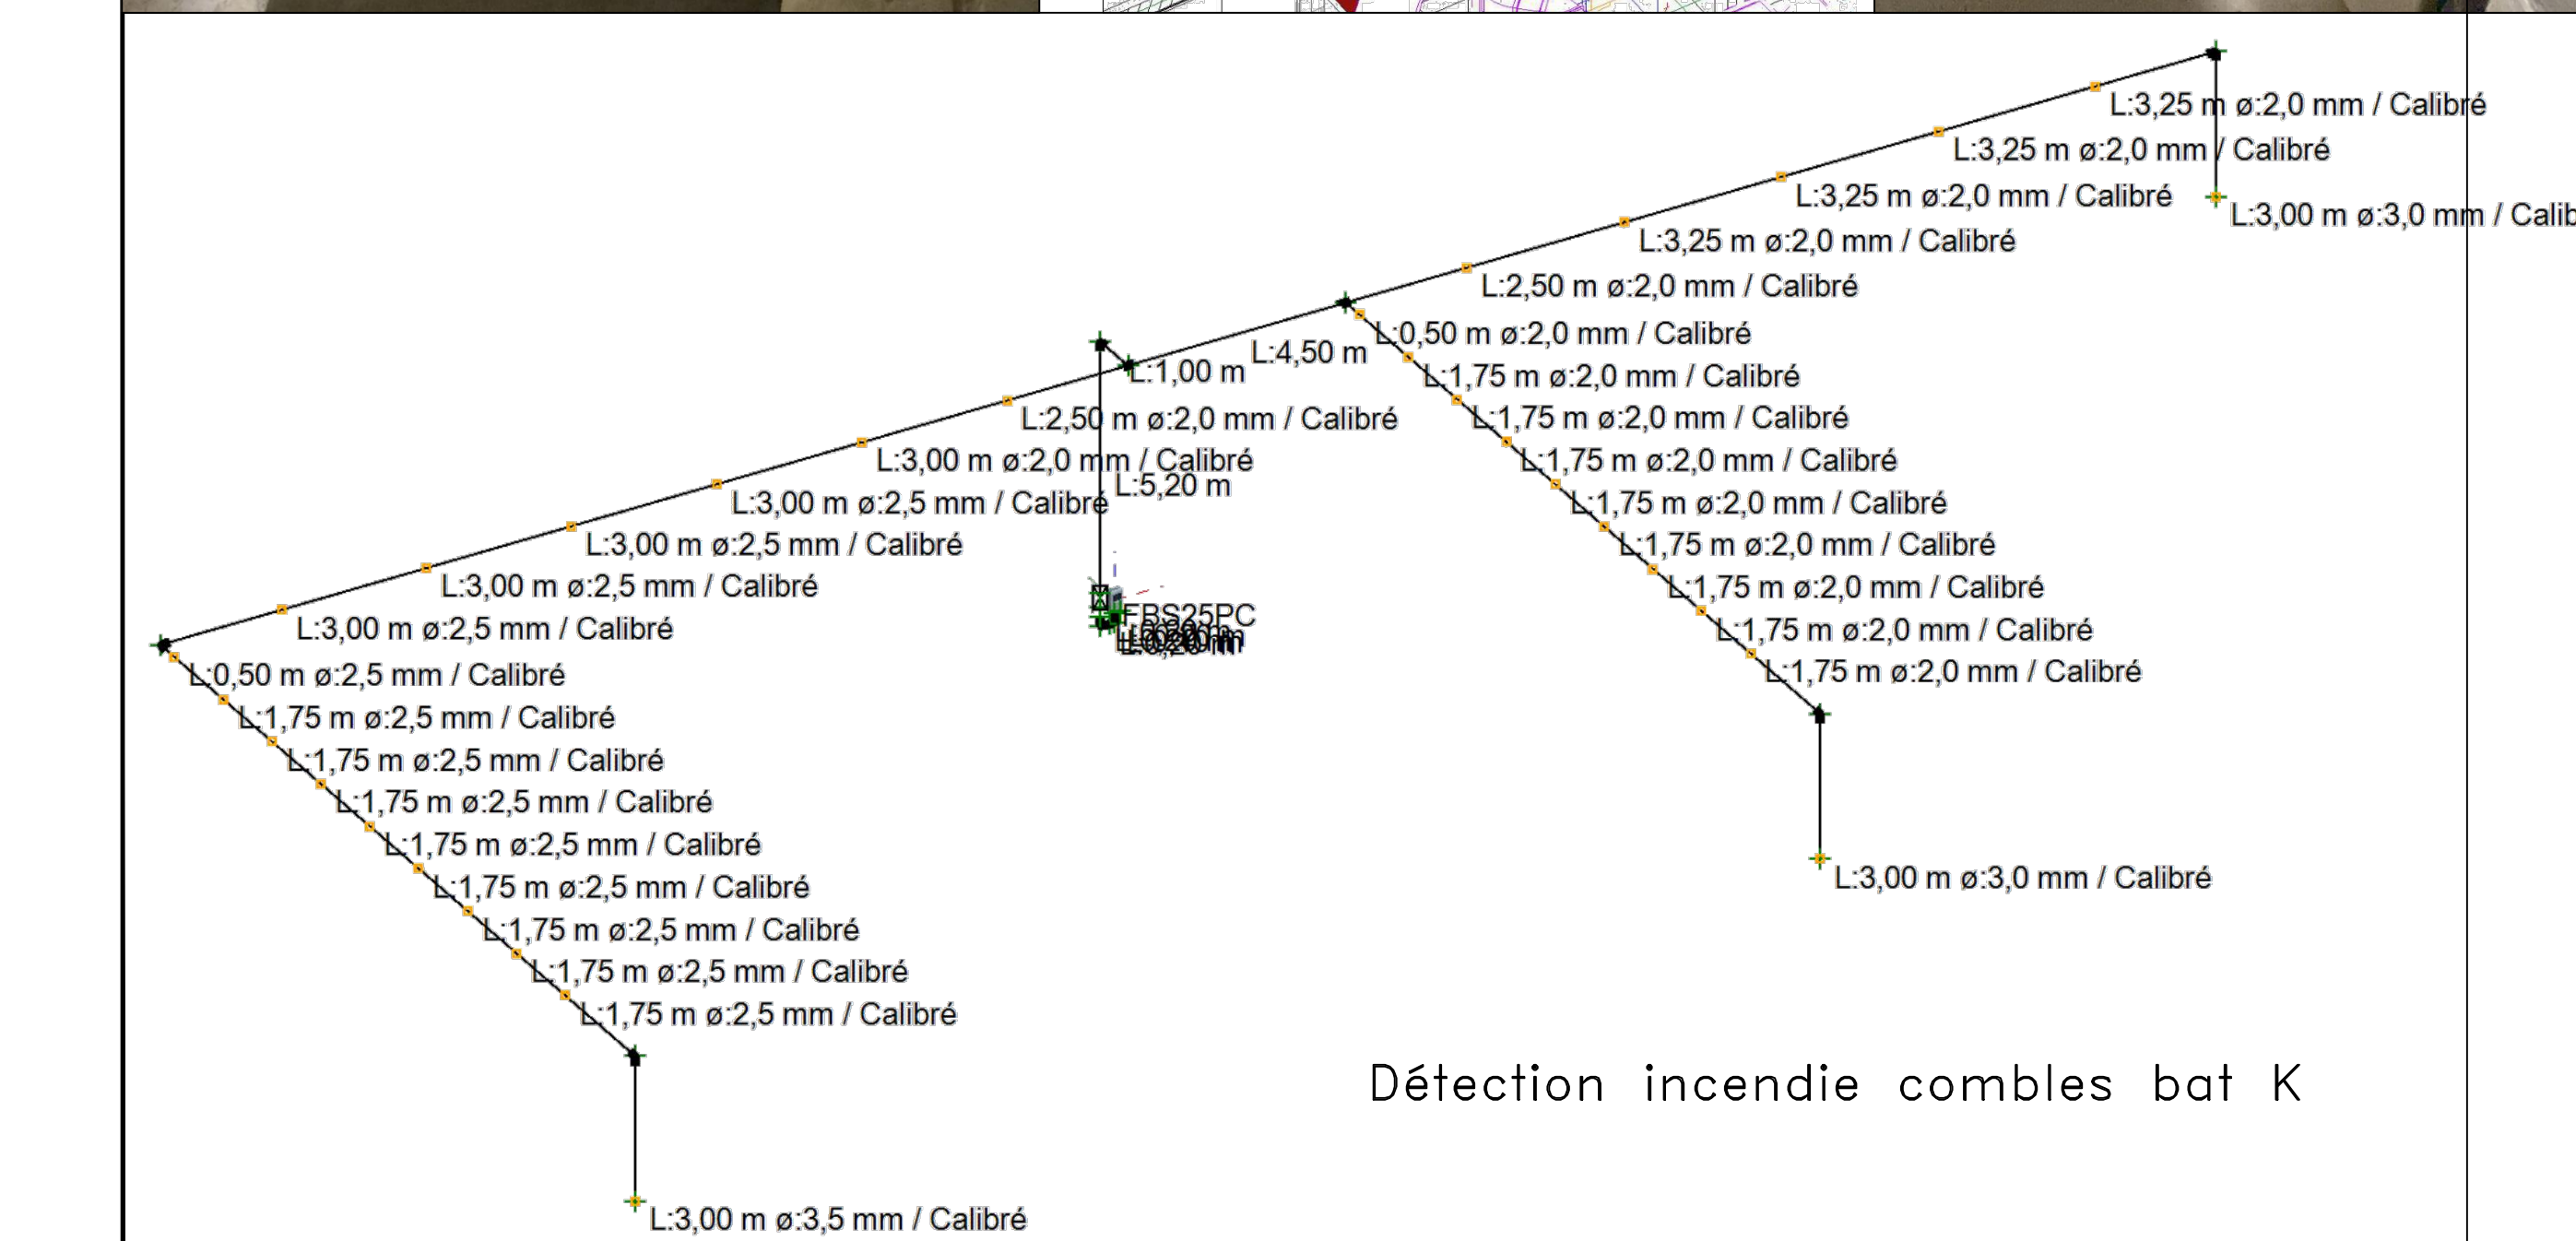 L:3,25 m ø:2,0 mm / Calibré
L:3,25 m ø:2,0 mm / Calibré
L:3,25 m ø:2,0 mm / Calibré
L:3,00 m ø:3,0 mm / Calib
L:3,25 m ø:2,0 mm / Calibré
L:2,50 m ø:2,0 mm / Calibré
L:0,50 m ø:2,0 mm / Calibré
L:4,50 m
L:1,00 m
L:1,75 m ø:2,0 mm / Calibré
L:2,50 m ø:2,0 mm / Calibré
L:1,75 m ø:2,0 mm / Calibré
L:3,00 m ø:2,0 mm / Calibré
L:1,75 m ø:2,0 mm / Calibré
L:5,20 m
L:3,00 m ø:2,5 mm / Calibré
L:1,75 m ø:2,0 mm / Calibré
L:3,00 m ø:2,5 mm / Calibré
L:1,75 m ø:2,0 mm / Calibré
L:3,00 m ø:2,5 mm / Calibré
L:1,75 m ø:2,0 mm / Calibré
FBS25PC
L:3,00 m ø:2,5 mm / Calibré
L:1,75 m ø:2,0 mm / Calibré
L:0,50 m ø:2,5 mm / Calibré
L:1,75 m ø:2,0 mm / Calibré
L:1,75 m ø:2,5 mm / Calibré
L:1,75 m ø:2,5 mm / Calibré
L:1,75 m ø:2,5 mm / Calibré
L:1,75 m ø:2,5 mm / Calibré
L:3,00 m ø:3,0 mm / Calibré
L:1,75 m ø:2,5 mm / Calibré
L:1,75 m ø:2,5 mm / Calibré
L:1,75 m ø:2,5 mm / Calibré
L:1,75 m ø:2,5 mm / Calibré
Détection incendie combles bat K
L:3,00 m ø:3,5 mm / Calibré